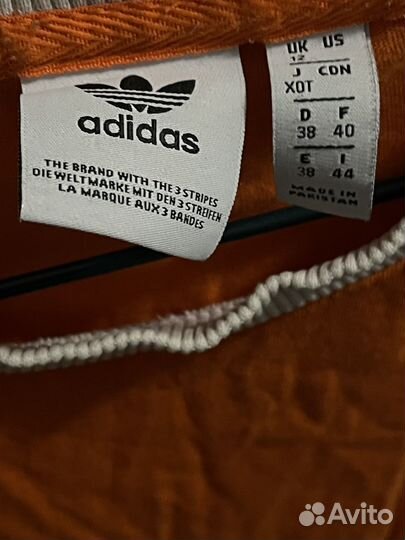 adidas
THE BRAND WITH THE 3 STRIPES
DIE WELTMARKE MIT DEN 3 STREIFEN
LA MARQUE AUX 3 BANDES
UK US
12
J CDN
XOT
D F
38 40
E I
38 44
MADE IN
PAKISTAN
Avito